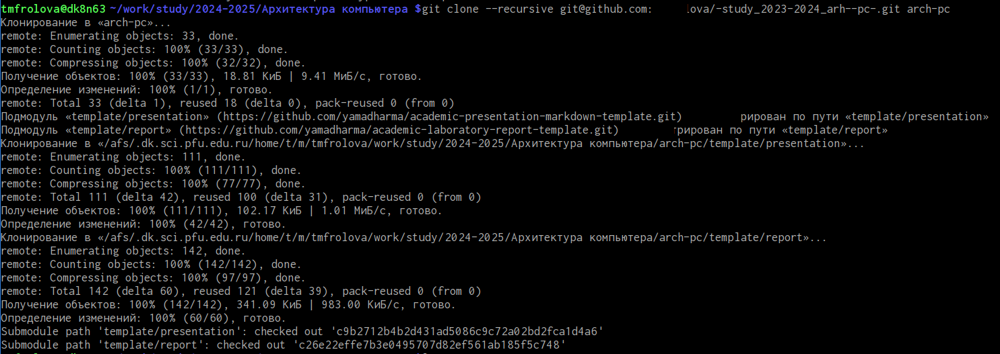 tmfrolova@dk8n63 ~/work/study/2024-2025/Архитектура компьютера $git clone --recursive git@github.com: lova/-study_2023-2024_arh--pc-.git arch-pc
Клонирование в «arch-pc»...
remote: Enumerating objects: 33, done.
remote: Counting objects: 100% (33/33), done.
remote: Compressing objects: 100% (32/32), done.
Получение объектов: 100% (33/33), 18.81 КиБ | 9.41 МиБ/с, готово.
Определение изменений: 100% (1/1), готово.
remote: Total 33 (delta 1), reused 18 (delta 0), pack-reused 0 (from 0)
Подмодуль «template/presentation» (https://github.com/yamadharma/academic-presentation-markdown-template.git) рирован по пути «template/presentation»
Подмодуль «template/report» (https://github.com/yamadharma/academic-laboratory-report-template.git) трирован по пути «template/report»
Клонирование в «/afs/.dk.sci.pfu.edu.ru/home/t/m/tmfrolova/work/study/2024-2025/Архитектура компьютера/arch-pc/template/presentation»...
remote: Enumerating objects: 111, done.
remote: Counting objects: 100% (111/111), done.
remote: Compressing objects: 100% (77/77), done.
remote: Total 111 (delta 42), reused 100 (delta 31), pack-reused 0 (from 0)
Получение объектов: 100% (111/111), 102.17 КиБ | 1.01 МиБ/с, готово.
Определение изменений: 100% (42/42), готово.
Клонирование в «/afs/.dk.sci.pfu.edu.ru/home/t/m/tmfrolova/work/study/2024-2025/Архитектура компьютера/arch-pc/template/report»...
remote: Enumerating objects: 142, done.
remote: Counting objects: 100% (142/142), done.
remote: Compressing objects: 100% (97/97), done.
remote: Total 142 (delta 60), reused 121 (delta 39), pack-reused 0 (from 0)
Получение объектов: 100% (142/142), 341.09 КиБ | 983.00 КиБ/с, готово.
Определение изменений: 100% (60/60), готово.
Submodule path 'template/presentation': checked out 'c9b2712b4b2d431ad5086c9c72a02bd2fca1d4a6'
Submodule path 'template/report': checked out 'c26e22effe7b3e0495707d82ef561ab185f5c748'